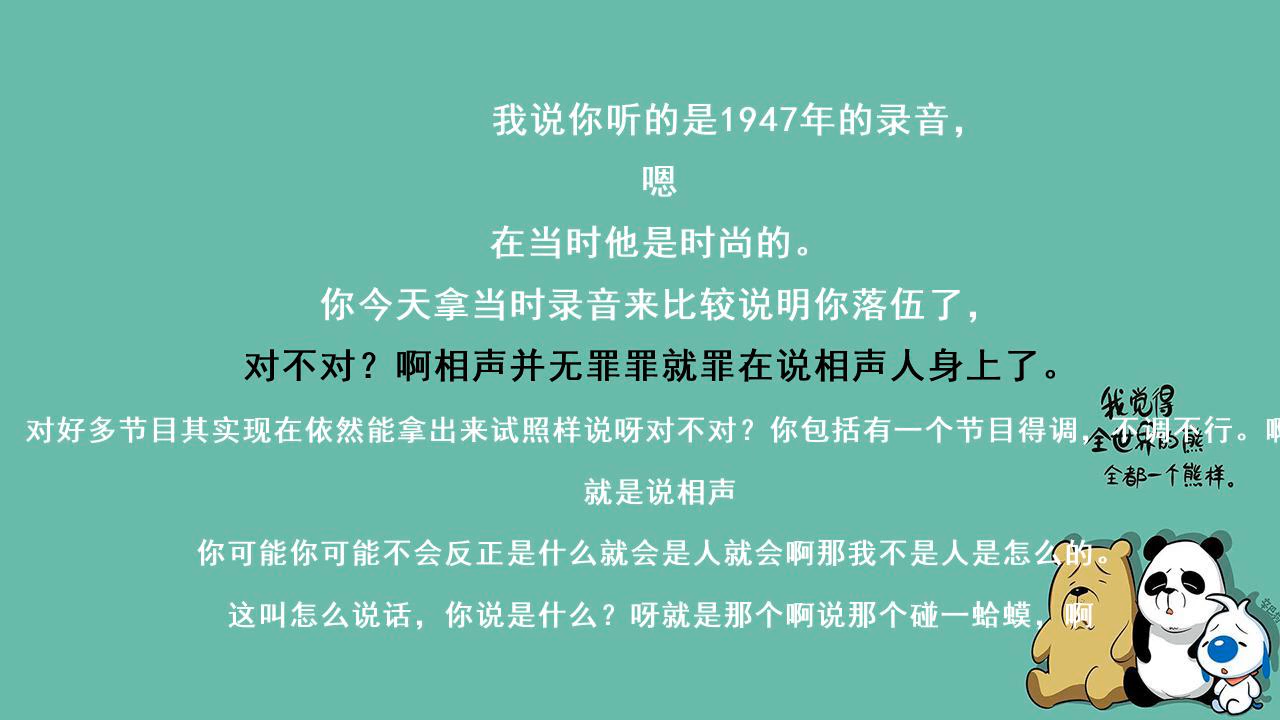 我说你听的是1947年的录音，
嗯
在当时他是时尚的。
你今天拿当时录音来比较说明你落伍了，
对不对？啊相声并无罪罪就罪在说相声人身上了。
对好多节目其实现在依然能拿出来试照样说呀对不对？你包括有一个节目得调，不调不行。啊
就是说相声
你可能你可能不会反正是什么就会是人就会啊那我不是人是怎么的。
这叫怎么说话，你说是什么？呀就是那个啊说那个碰一蛤蟆，啊
我觉得
全世界的熊
全都一个熊样。